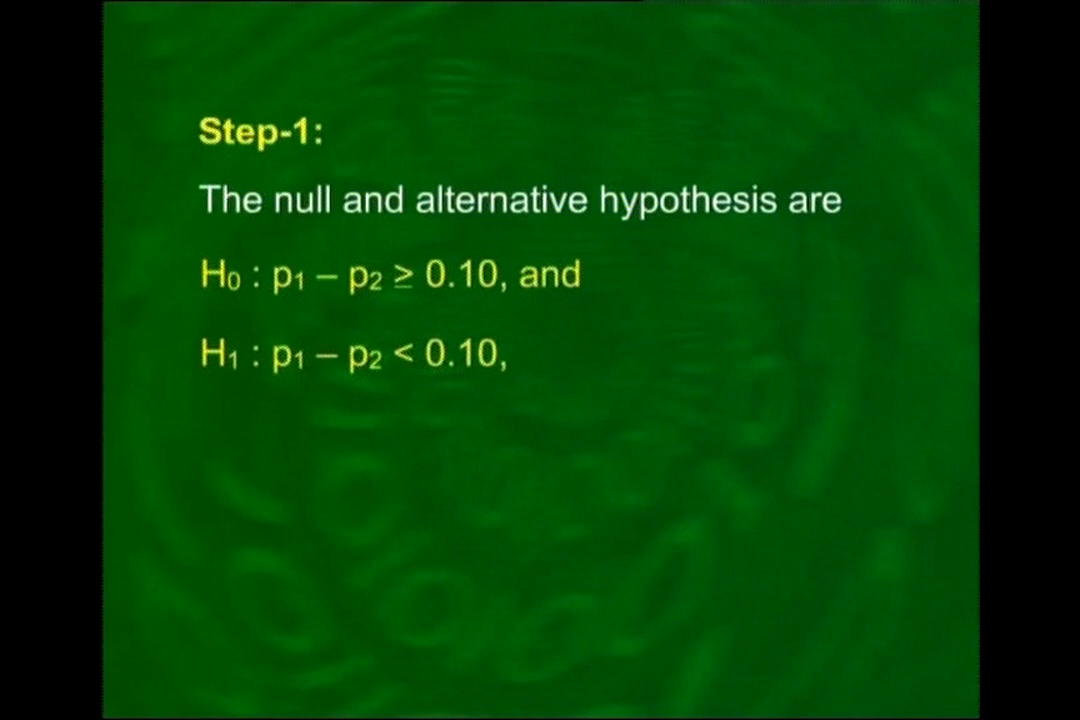 Step-1:
The null and alternative hypothesis are
H₀ : p₁ – p₂ ≥ 0.10, and
H₁ : p₁ – p₂ < 0.10,